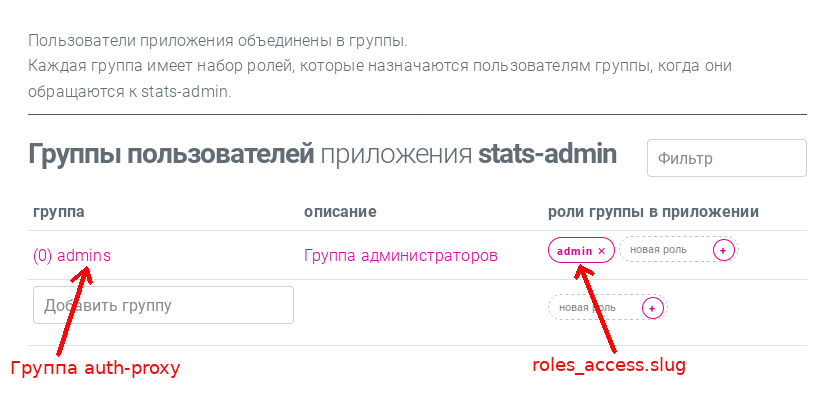 Пользователи приложения объединены в группы.
Каждая группа имеет набор ролей, которые назначаются пользователям группы, когда они
обращаются к stats-admin.
Группы пользователей приложения stats-admin
Фильтр
группа описание роли группы в приложении
(0) admins Группа администраторов admin × новая роль +
Добавить группу новая роль +
Группа auth-proxy
roles_access.slug